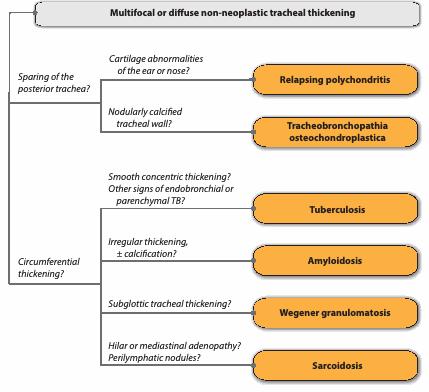 Multifocal or diffuse non-neoplastic tracheal thickening
Sparing of the
posterior trachea?
Cartilage abnormalities
of the ear or nose?
Relapsing polychondritis
Nodularly calcified
tracheal wall?
Tracheobronchopathia
osteochondroplastica
Circumferential
thickening?
Smooth concentric thickening?
Other signs of endobronchial or
parenchymal TB?
Tuberculosis
Irregular thickening,
± calcification?
Amyloidosis
Subglottic tracheal thickening?
Wegener granulomatosis
Hilar or mediastinal adenopathy?
Perilymphatic nodules?
Sarcoidosis